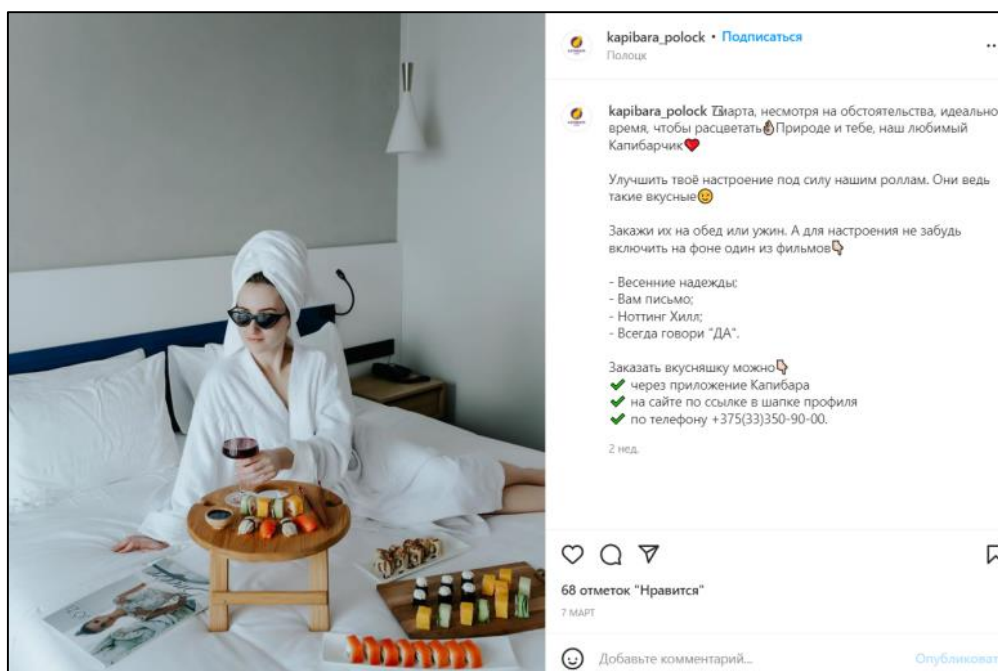 kapibara_polock • Подписаться
Полоцк
kapibara_polock марта, несмотря на обстоятельства, идеально
время, чтобы расцветать👌Природе и тебе, наш любимый
Капибарчик❤️
Улучшить твоё настроение под силу нашим роллам. Они ведь
такие вкусные😉
Закажи их на обед или ужин. А для настроения не забудь
включить на фоне один из фильмов👇
- Весенние надежды;
- Вам письмо;
- Ноттинг Хилл;
- Всегда говори "ДА".
Заказать вкусняшку можно👇
✔ через приложение Капибара
✔ на сайте по ссылке в шапке профиля
✔ по телефону +375(33)350-90-00.
2 нед.
68 отметок "Нравится"
7 МАРТ
Добавьте комментарий...
Опубликоват